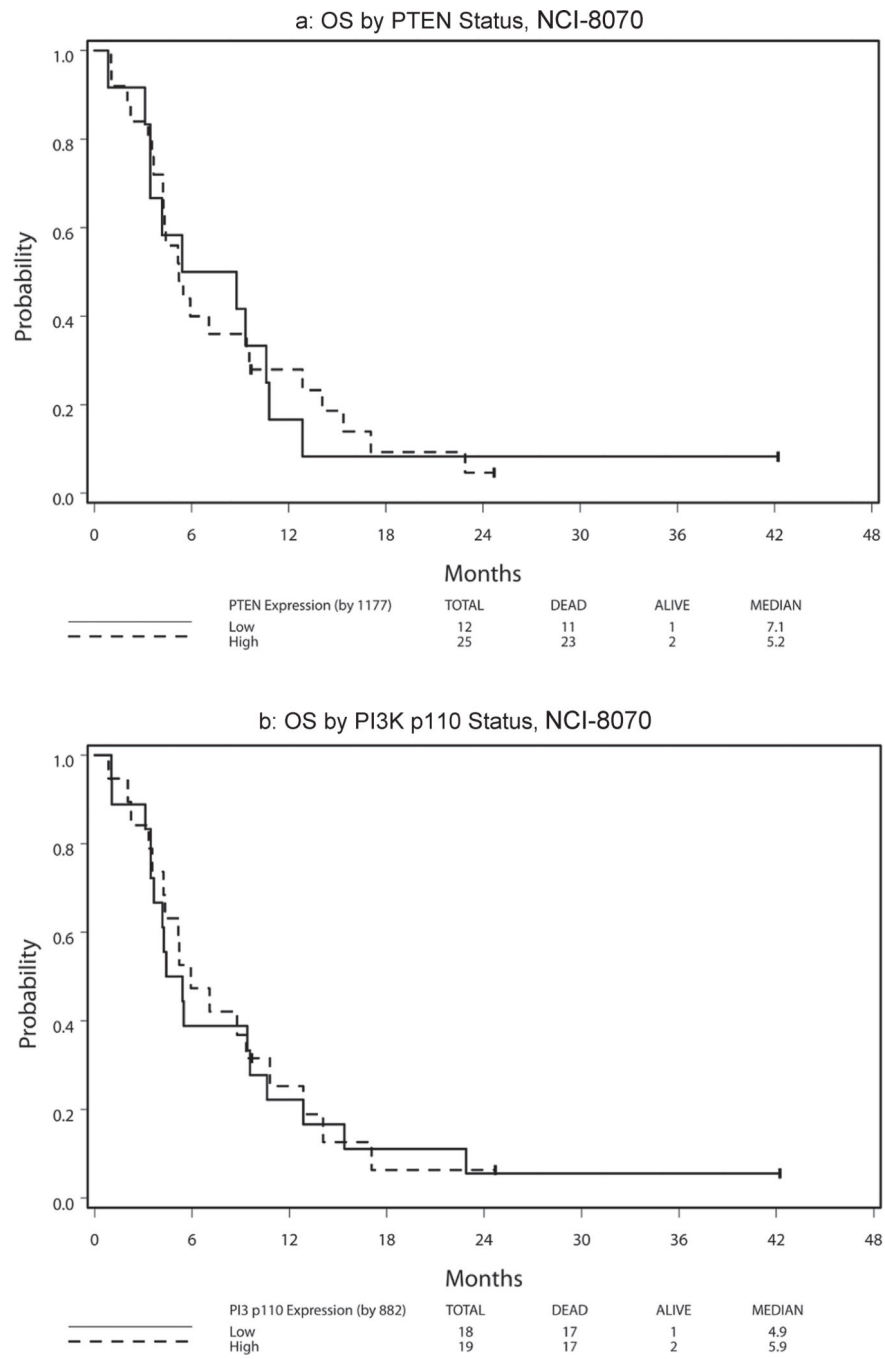 a: OS by PTEN Status, NCI-8070
1.0
0.8
0.6
0.4
0.2
0.0
Probability
0 6 12 18 24 30 36 42 48
Months
PTEN Expression (by 1177) TOTAL DEAD ALIVE MEDIAN
Low 12 11 1 7.1
High 25 23 2 5.2
b: OS by PI3K p110 Status, NCI-8070
1.0
0.8
0.6
0.4
0.2
0.0
Probability
0 6 12 18 24 30 36 42 48
Months
PI3 p110 Expression (by 882) TOTAL DEAD ALIVE MEDIAN
Low 18 17 1 4.9
High 19 17 2 5.9